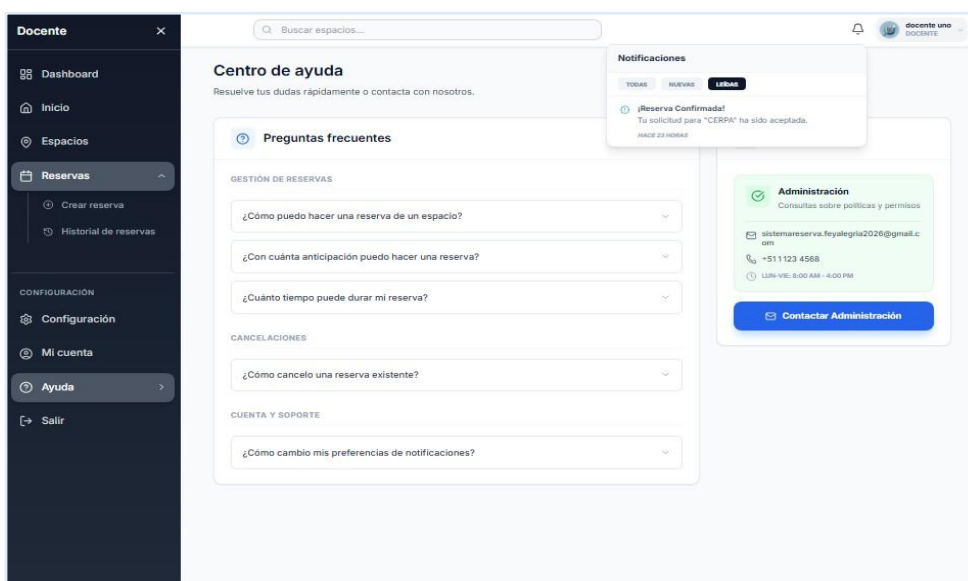 Docente
Dashboard
Inicio
Espacios
Reservas
Crear reserva
Historial de reservas
CONFIGURACIÓN
Configuración
Mi cuenta
Ayuda
Salir
Buscar espacios...
docente uno
DOCENTE
Centro de ayuda
Resuelve tus dudas rápidamente o contacta con nosotros.
Notificaciones
TODAS NUEVAS LEÍDAS
¡Reserva Confirmada!
Tu solicitud para "CERPA" ha sido aceptada.
HACE 23 HORAS
Preguntas frecuentes
GESTIÓN DE RESERVAS
¿Cómo puedo hacer una reserva de un espacio?
¿Con cuánta anticipación puedo hacer una reserva?
¿Cuánto tiempo puede durar mi reserva?
CANCELACIONES
¿Cómo cancelo una reserva existente?
CUENTA Y SOPORTE
¿Cómo cambio mis preferencias de notificaciones?
Administración
Consultas sobre políticas y permisos
sistemareserva.feyalegria2026@gmail.c
om
+511 123 4568
LUN-VIE: 8:00 AM - 4:00 PM
Contactar Administración